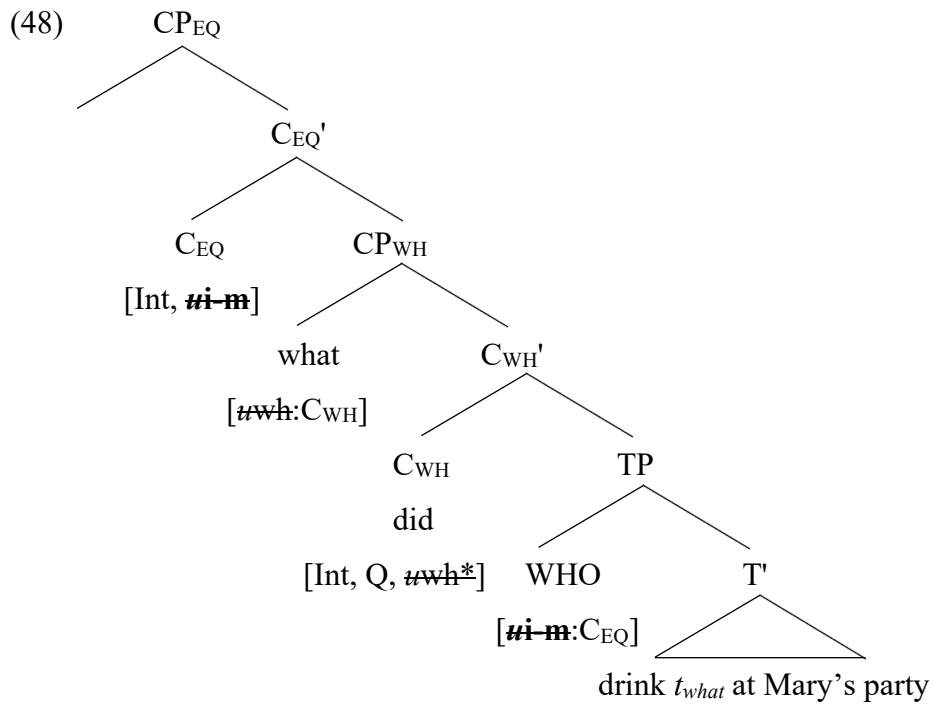 (48) CPEQ
CEQ'
CEQ CPWH
[Int, ui-m]
what CWH'
[uwh:CWH]
CWH TP
did
[Int, Q, uwh*] WHO T'
[ui-m:CEQ]
drink twhat at Mary’s party